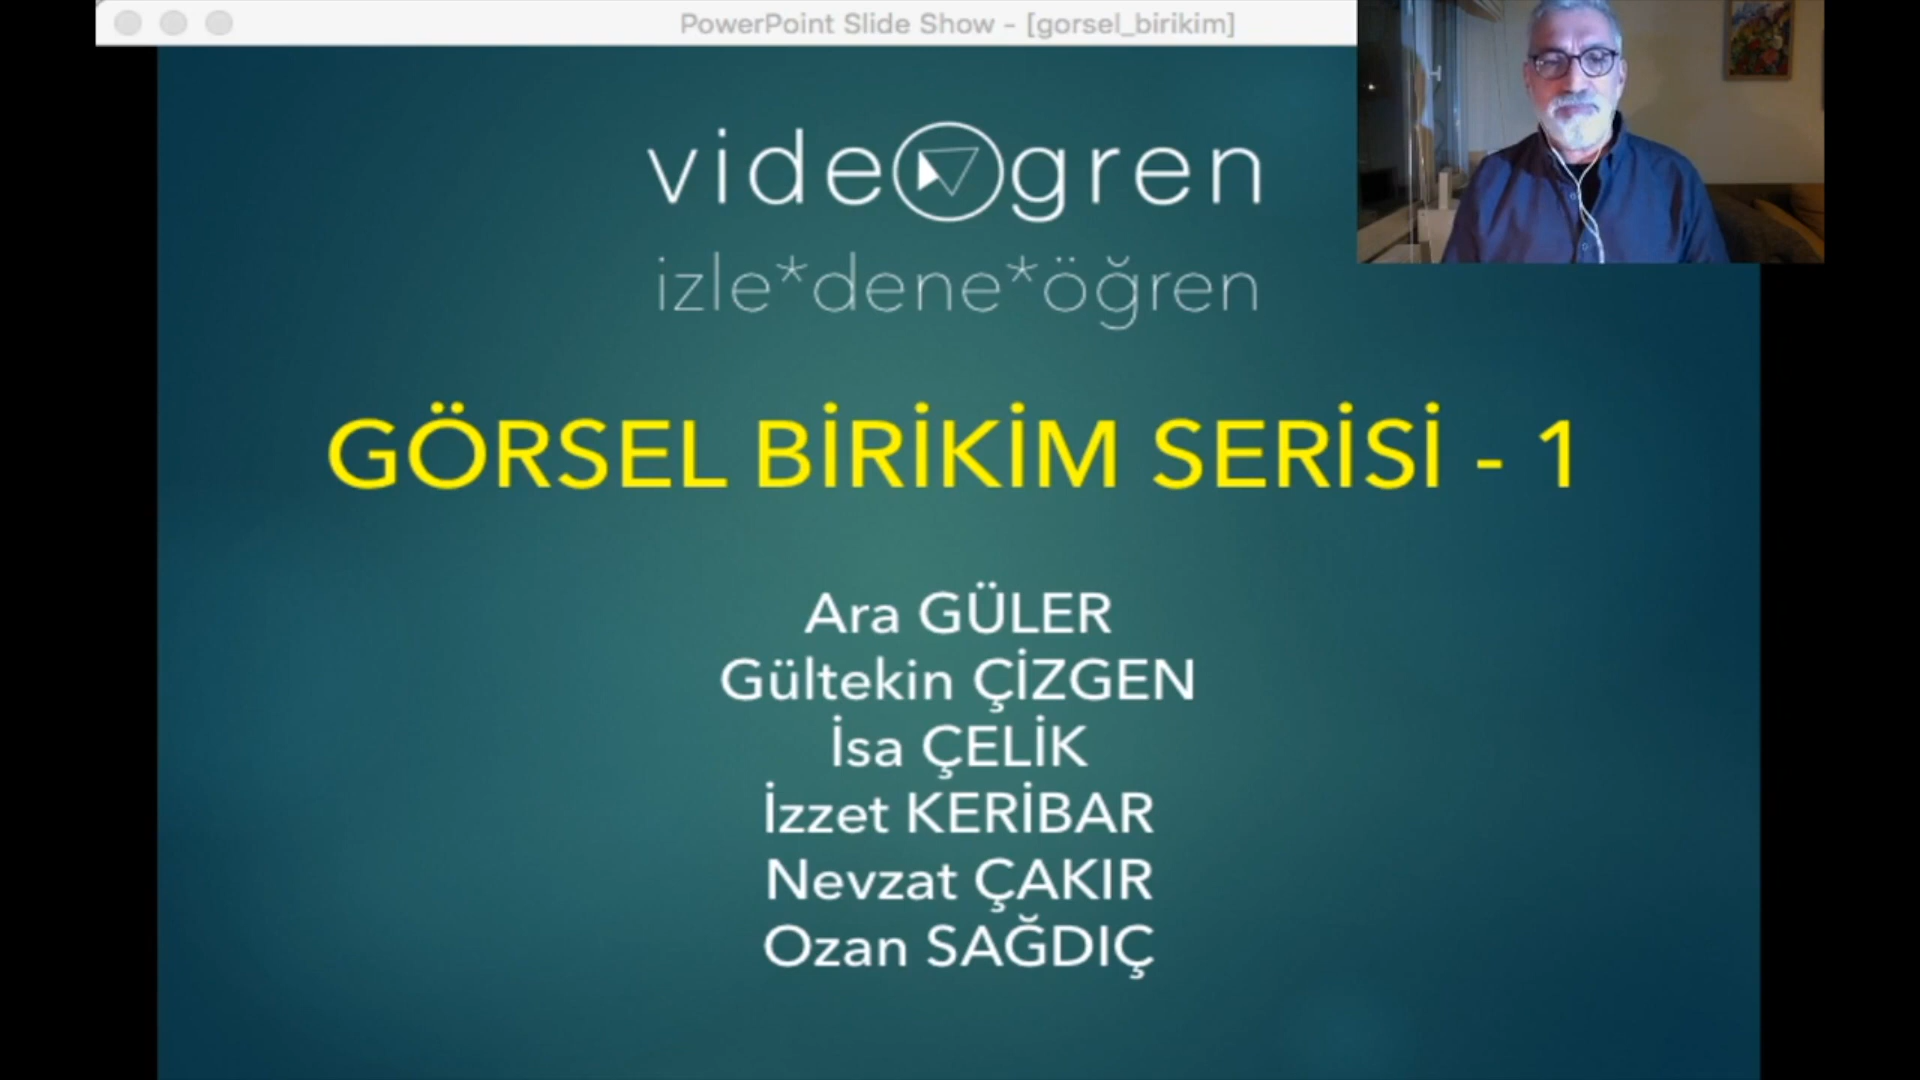 PowerPoint Slide Show - [gorsel_birikim]
videogren
izle*dene*öğren
GÖRSEL BİRİKİM SERİSİ - 1
Ara GÜLER
Gültekin ÇİZGEN
İsa ÇELİK
İzzet KERİBAR
Nevzat ÇAKIR
Ozan SAĞDIÇ